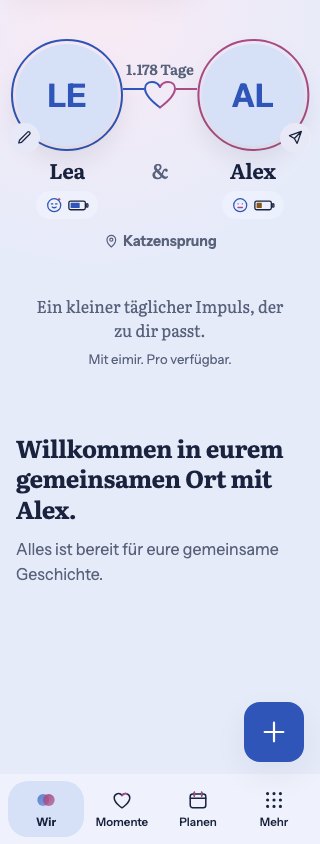 1.178 Tage
LE
AL
Lea
&
Alex
Katzensprung
Ein kleiner täglicher Impuls, der
zu dir passt.
Mit eimir. Pro verfügbar.
Willkommen in eurem
gemeinsamen Ort mit
Alex.
Alles ist bereit für eure gemeinsame
Geschichte.
Wir
Momente
Planen
Mehr